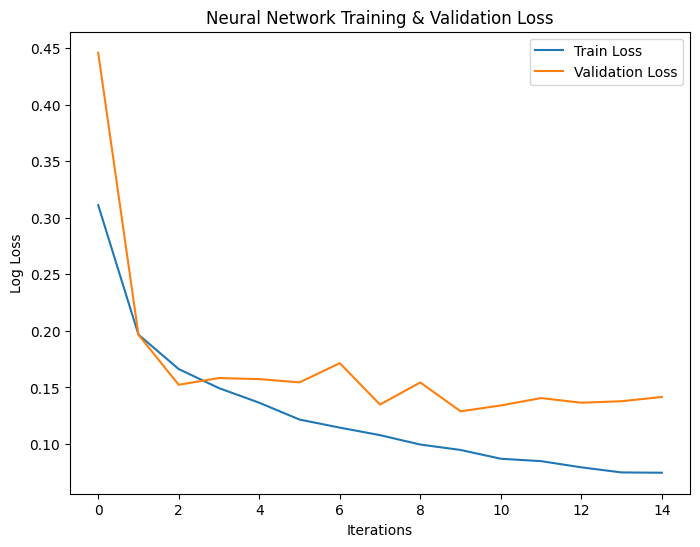 Neural Network Training & Validation Loss
Train Loss
Validation Loss
Log Loss
0.45
0.40
0.35
0.30
0.25
0.20
0.15
0.10
0 2 4 6 8 10 12 14
Iterations